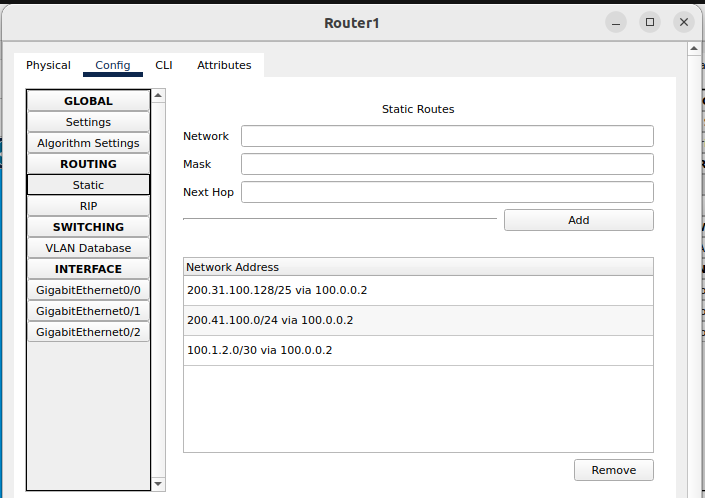 Router1
Physical Config CLI Attributes
GLOBAL
Settings
Algorithm Settings
ROUTING
Static
RIP
SWITCHING
VLAN Database
INTERFACE
GigabitEthernet0/0
GigabitEthernet0/1
GigabitEthernet0/2
Static Routes
Network
Mask
Next Hop
Add
Network Address
200.31.100.128/25 via 100.0.0.2
200.41.100.0/24 via 100.0.0.2
100.1.2.0/30 via 100.0.0.2
Remove